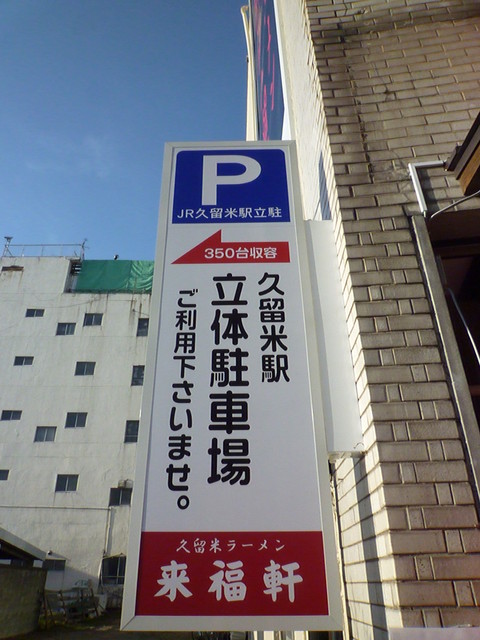 P
JR久留米駅立駐
350台収容
久留米駅
立体駐車場
ご利用下さいませ。
久留米ラーメン
来福軒